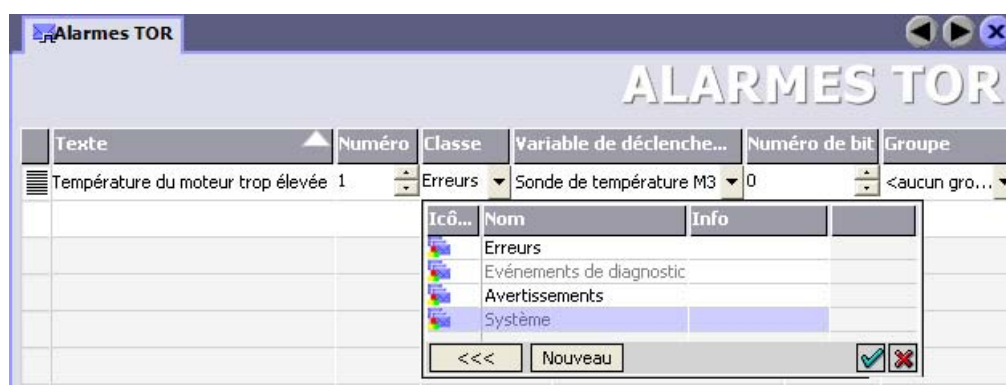 Alarmes TOR
ALARMES TOR
Texte Numéro Classe Variable de déclenche... Numéro de bit Groupe
Température du moteur trop élevée 1 Erreurs Sonde de température M3 0 <aucun gro...
Icô... Nom Info
Erreurs
Evénements de diagnostic
Avertissements
Système
<<< Nouveau